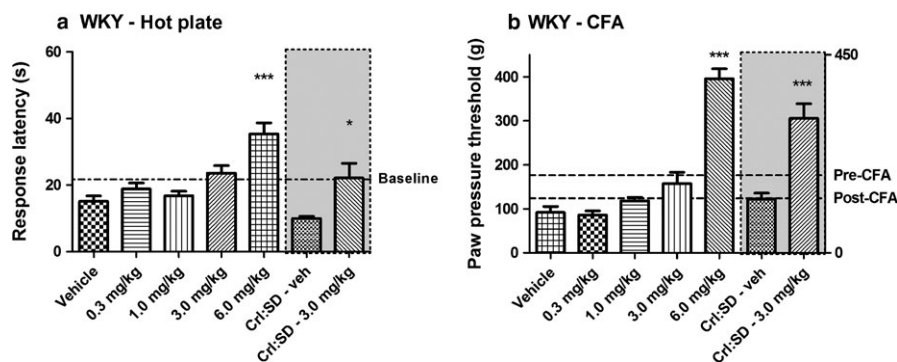 a WKY - Hot plate
Response latency (s)
60
40
20
0
***
*
Baseline
Vehicle
0.3 mg/kg
1.0 mg/kg
3.0 mg/kg
6.0 mg/kg
Crl:SD - veh
Crl:SD - 3.0 mg/kg
b WKY - CFA
Paw pressure threshold (g)
400
300
200
100
0
***
***
450
Pre-CFA
Post-CFA
0
Vehicle
0.3 mg/kg
1.0 mg/kg
3.0 mg/kg
6.0 mg/kg
Crl:SD - veh
Crl:SD - 3.0 mg/kg